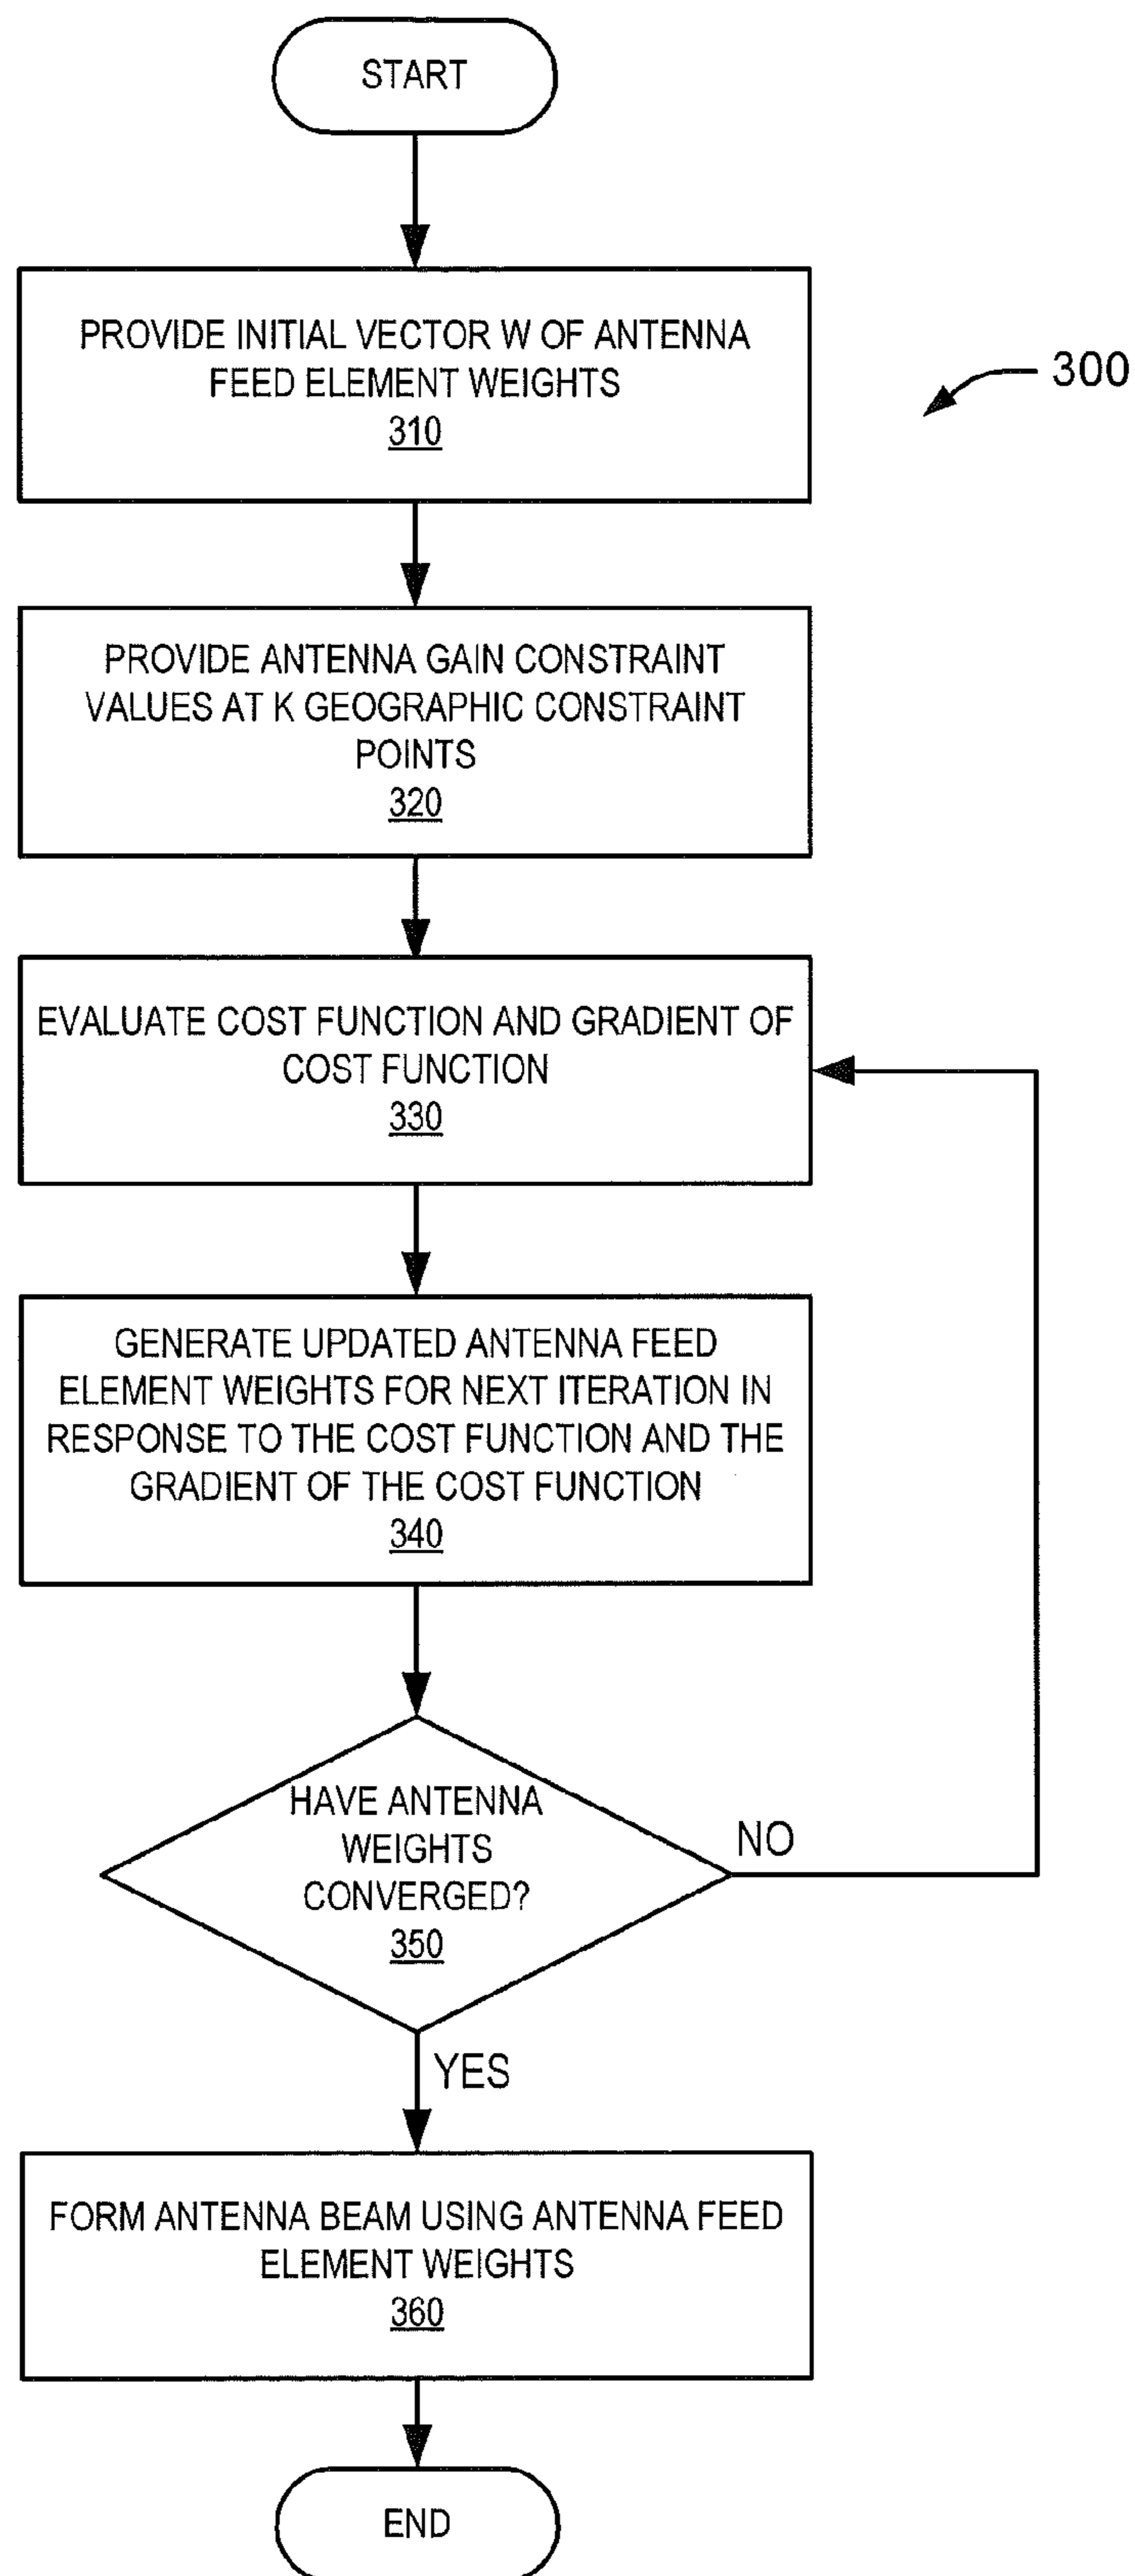 START
PROVIDE INITIAL VECTOR W OF ANTENNA
FEED ELEMENT WEIGHTS
310
300
PROVIDE ANTENNA GAIN CONSTRAINT
VALUES AT K GEOGRAPHIC CONSTRAINT
POINTS
320
EVALUATE COST FUNCTION AND GRADIENT OF
COST FUNCTION
330
GENERATE UPDATED ANTENNA FEED
ELEMENT WEIGHTS FOR NEXT ITERATION IN
RESPONSE TO THE COST FUNCTION AND THE
GRADIENT OF THE COST FUNCTION
340
HAVE ANTENNA
WEIGHTS
CONVERGED?
350
NO
YES
FORM ANTENNA BEAM USING ANTENNA FEED
ELEMENT WEIGHTS
360
END